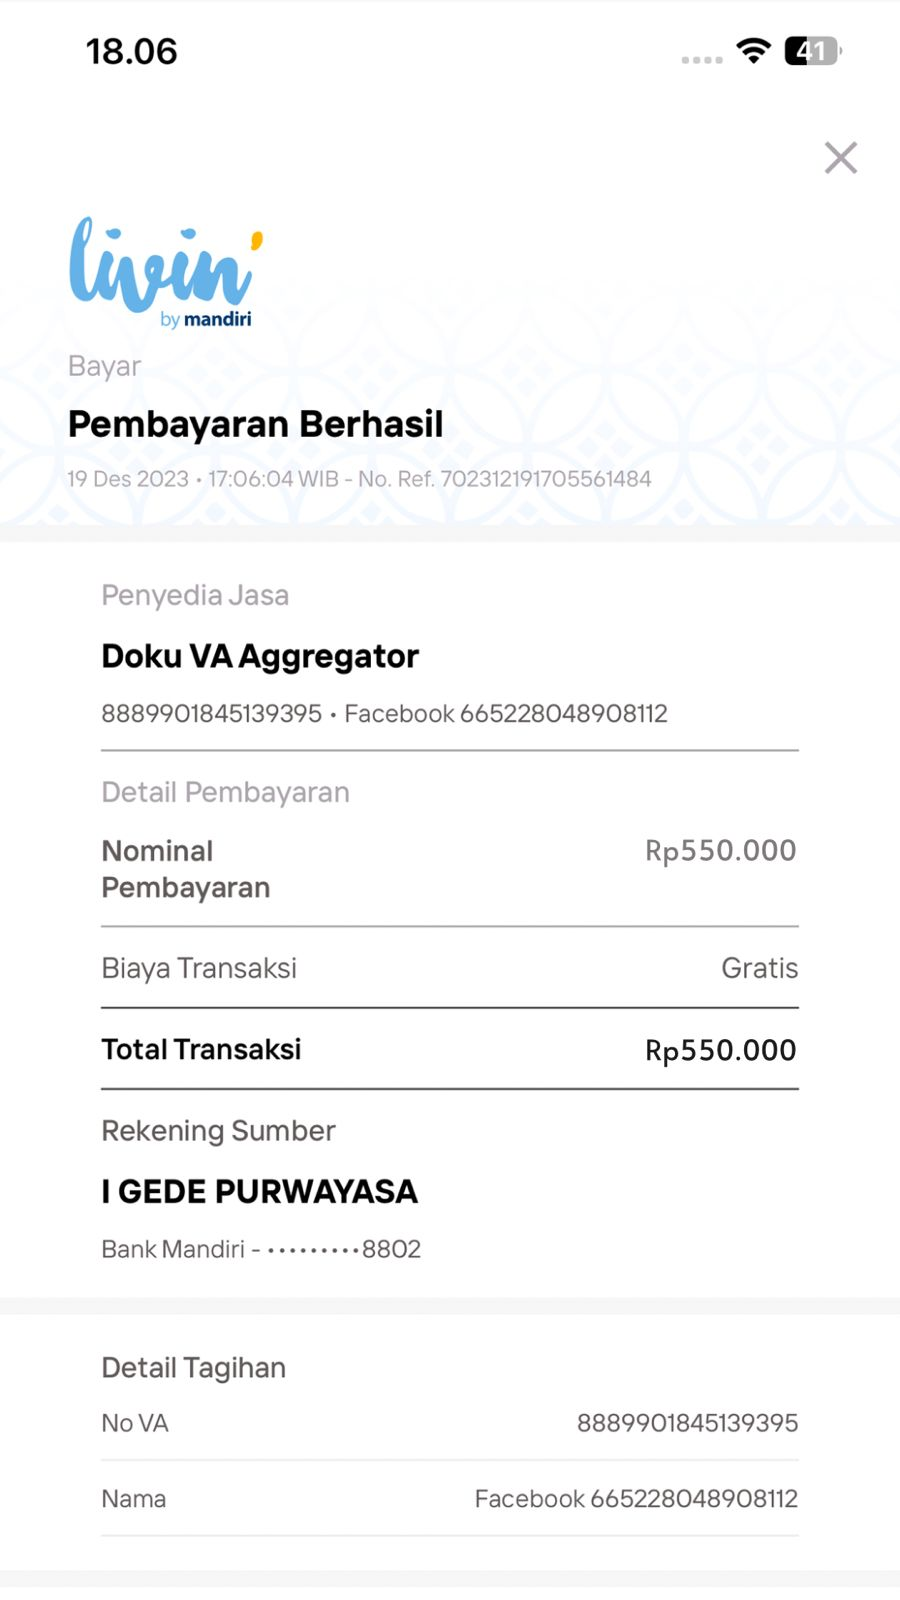 18.06
41
livin'
by mandiri
Bayar
Pembayaran Berhasil
19 Des 2023 • 17:06:04 WIB - No. Ref. 702312191705561484
Penyedia Jasa
Doku VA Aggregator
8889901845139395 • Facebook 665228048908112
Detail Pembayaran
Nominal Rp550.000
Pembayaran
Biaya Transaksi Gratis
Total Transaksi Rp550.000
Rekening Sumber
I GEDE PURWAYASA
Bank Mandiri - •••••••••8802
Detail Tagihan
No VA 8889901845139395
Nama Facebook 665228048908112